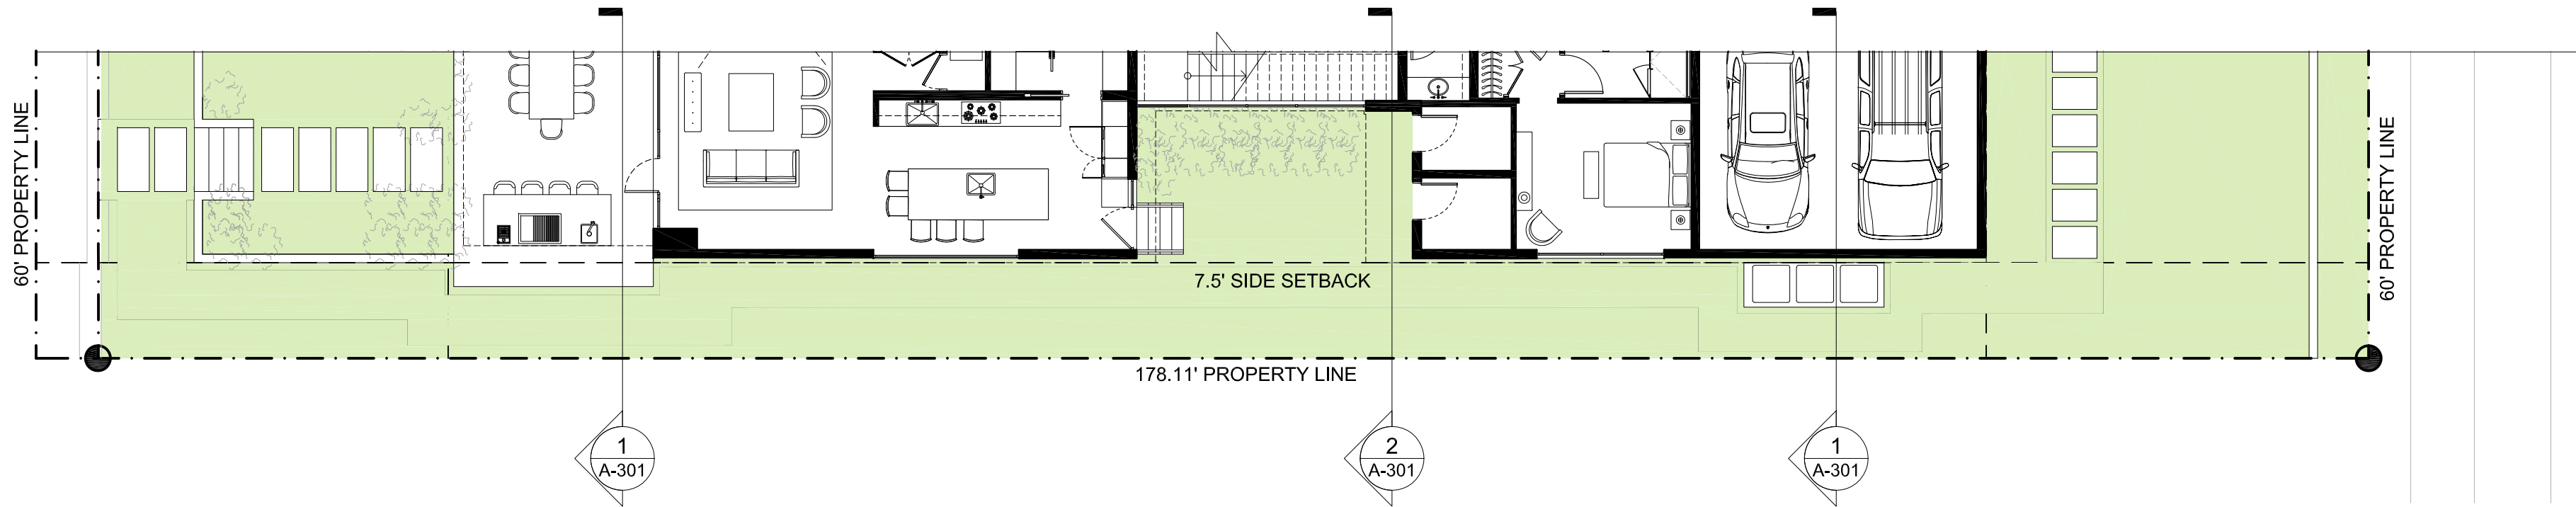 60' PROPERTY LINE
60' PROPERTY LINE
7.5' SIDE SETBACK
178.11' PROPERTY LINE
1
A-301
2
A-301
1
A-301